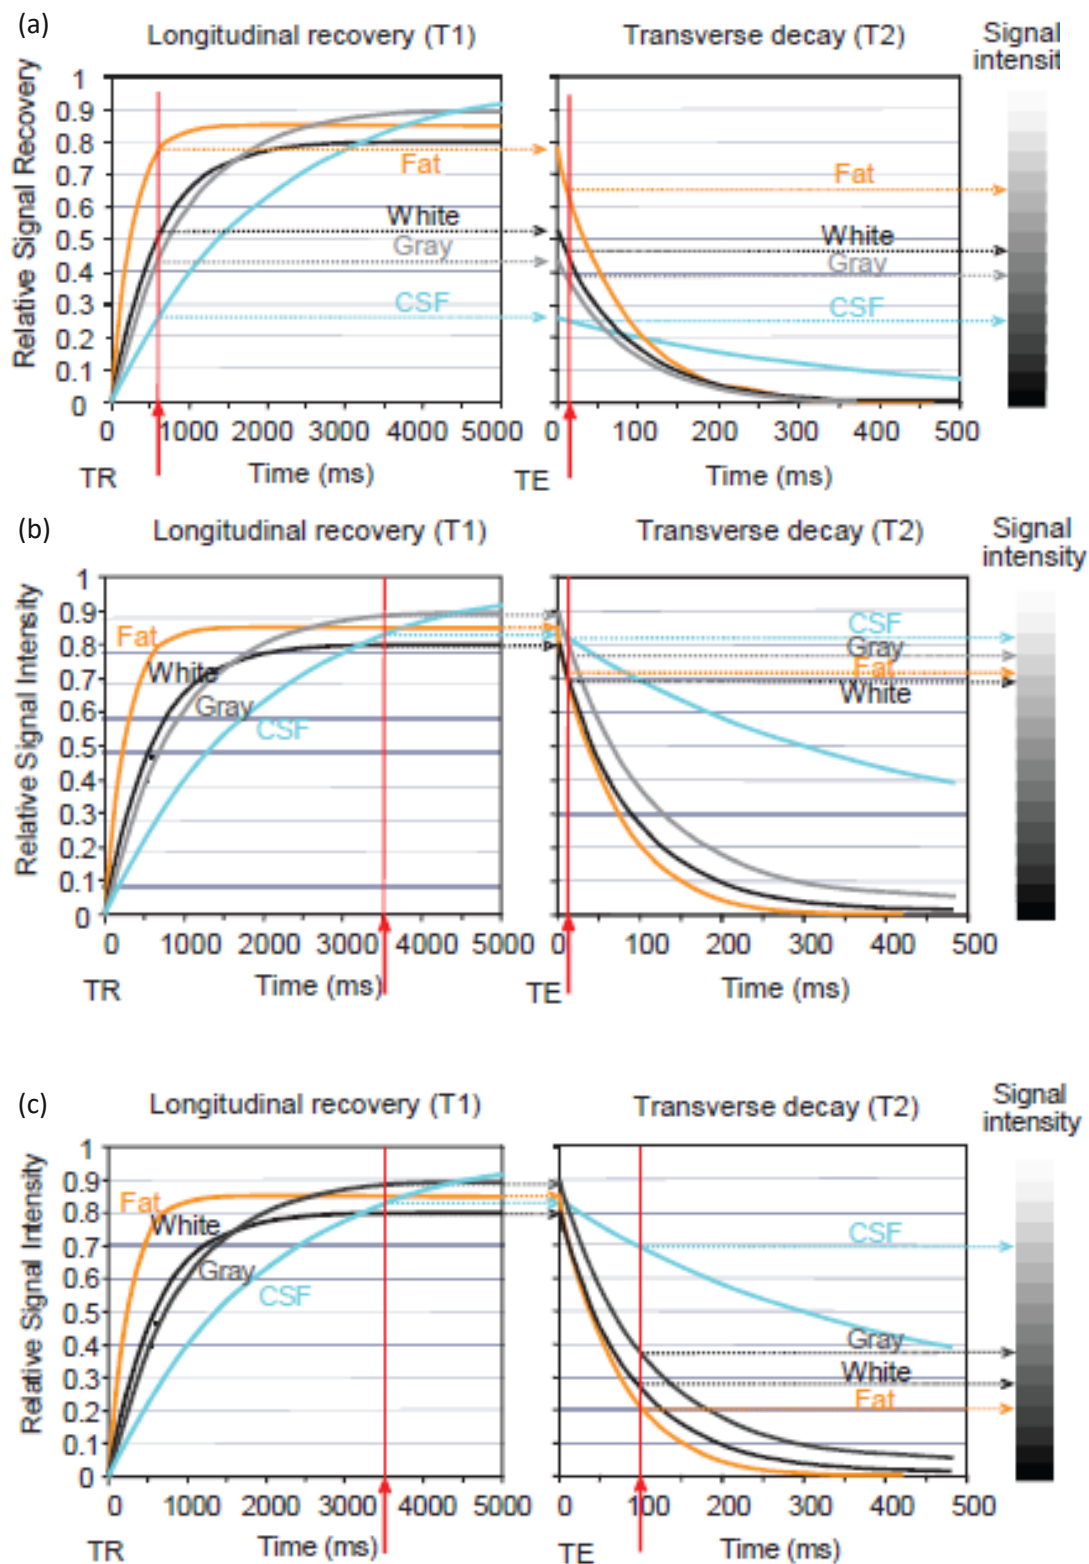 (a)
Longitudinal recovery (T1)
Transverse decay (T2)
Signal
intensit
Relative Signal Recovery
1
0.9
0.8
0.7
0.6
0.5
0.4
0.3
0.2
0.1
0
Fat
White
Gray
CSF
Fat
White
Gray
CSF
0 1000 2000 3000 4000 5000
0 100 200 300 400 500
TR
Time (ms)
TE
Time (ms)
(b)
Longitudinal recovery (T1)
Transverse decay (T2)
Signal
intensity
Relative Signal Intensity
1
0.9
0.8
0.7
0.6
0.5
0.4
0.3
0.2
0.1
0
Fat
White
Gray
CSF
CSF
Gray
Fat
White
0 1000 2000 3000 4000 5000
0 100 200 300 400 500
TR
Time (ms)
TE
Time (ms)
(c)
Longitudinal recovery (T1)
Transverse decay (T2)
Signal
intensity
Relative Signal Intensity
1
0.9
0.8
0.7
0.6
0.5
0.4
0.3
0.2
0.1
0
Fat
White
Gray
CSF
CSF
Gray
White
Fat
0 1000 2000 3000 4000 5000
0 100 200 300 400 500
TR
Time (ms)
TE
Time (ms)